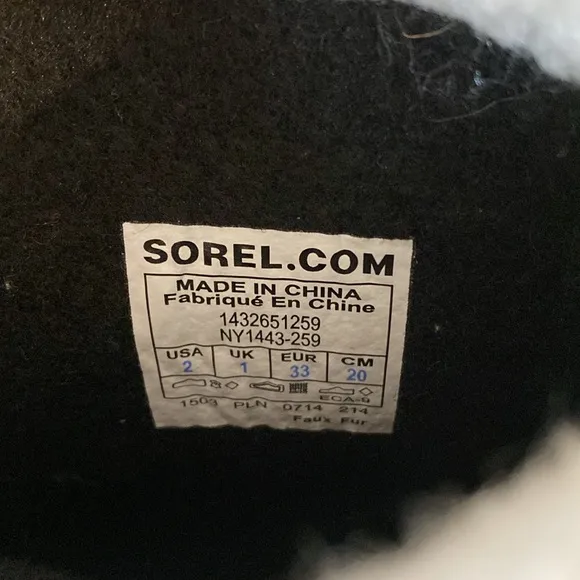 SOREL.COM
MADE IN CHINA
Fabriqué En Chine
1432651259
NY1443-259
USA UK EUR CM
2 1 33 20
ECA-9
1503 PLN 0714 214
Faux Fur